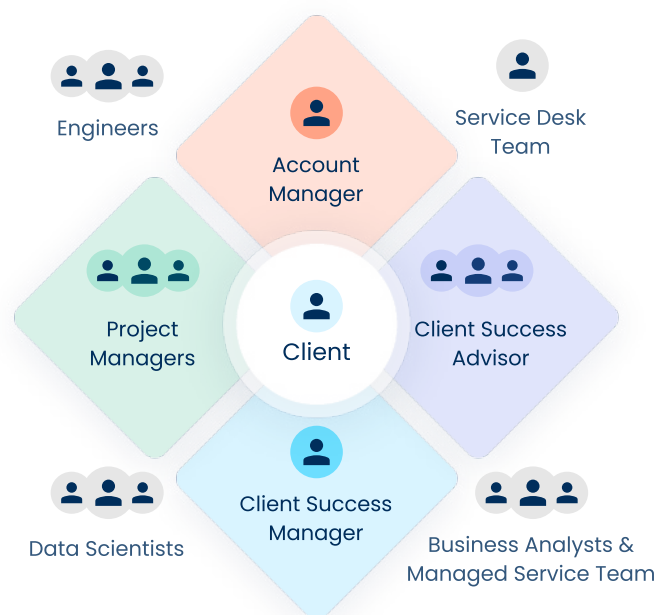 Engineers
Service Desk
Team
Account
Manager
Project
Managers
Client
Client Success
Advisor
Client Success
Manager
Data Scientists
Business Analysts &
Managed Service Team